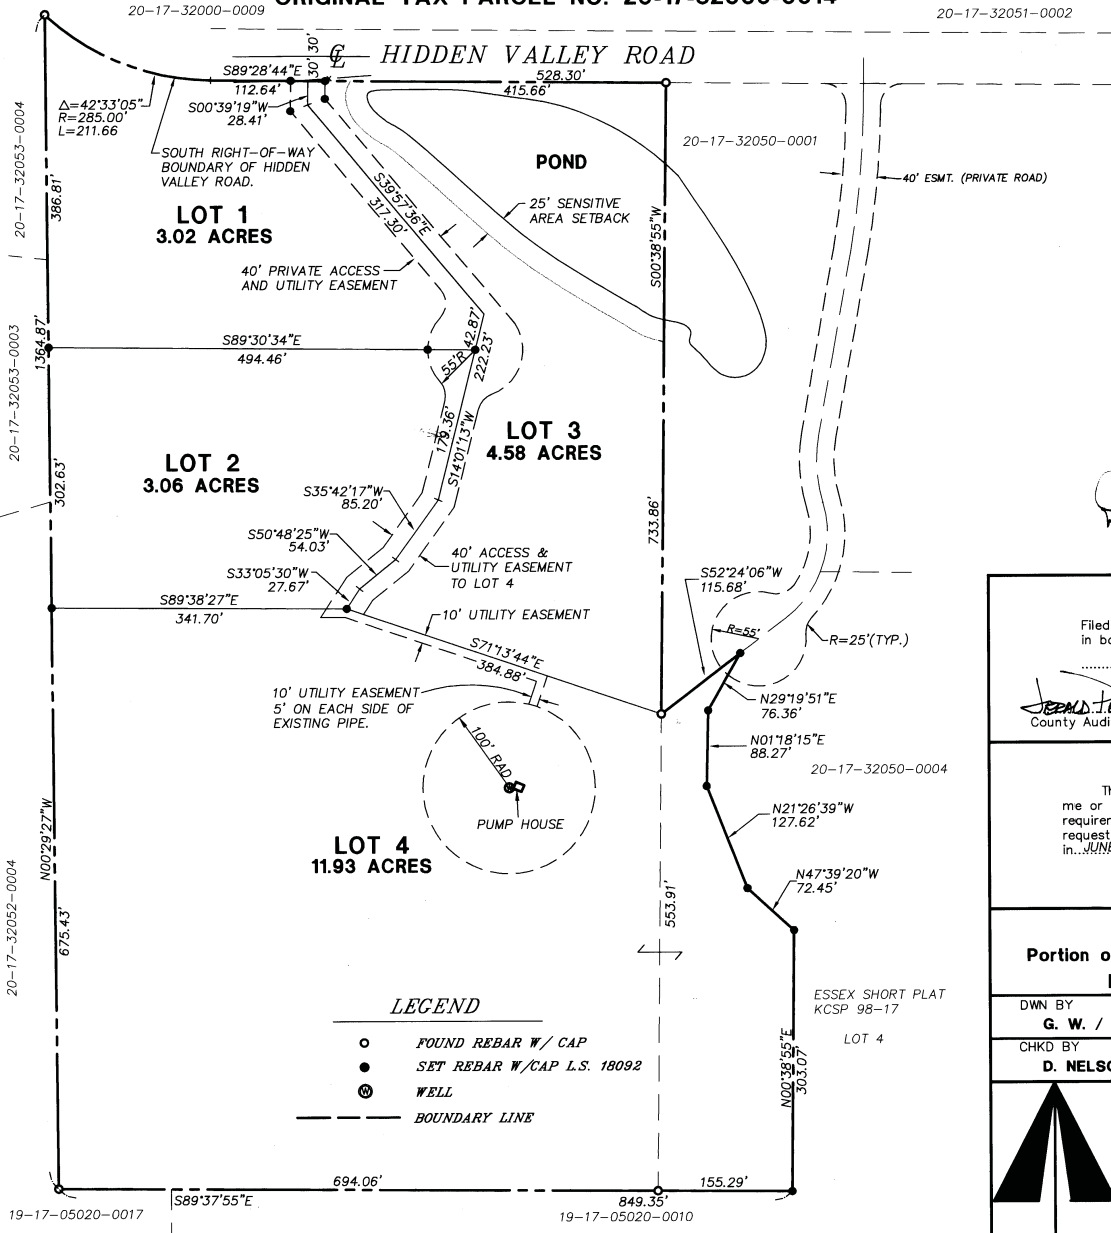 ORIGINAL TAX PARCEL NO. 20-17-32000-0014
20-17-32000-0009
20-17-32051-0002
℄ HIDDEN VALLEY ROAD
30' 30'
S89°28'44"E
112.64'
528.30'
415.66'
S00°39'19"W
28.41'
Δ=42°33'05"
R=285.00'
L=211.66
SOUTH RIGHT-OF-WAY
BOUNDARY OF HIDDEN
VALLEY ROAD.
20-17-32053-0004
386.81'
LOT 1
3.02 ACRES
S39°57'36"E
317.30'
POND
25' SENSITIVE
AREA SETBACK
20-17-32050-0001
40' ESMT. (PRIVATE ROAD)
S00°38'55"W
40' PRIVATE ACCESS
AND UTILITY EASEMENT
20-17-32053-0003
1364.87'
S89°30'34"E
494.46'
55'R
42.87'
222.23'
179.36'
S14°01'13"W
LOT 3
4.58 ACRES
LOT 2
3.06 ACRES
302.63'
S35°42'17"W
85.20'
S50°48'25"W
54.03'
S33°05'30"W
27.67'
733.86'
40' ACCESS &
UTILITY EASEMENT
TO LOT 4
S52°24'06"W
115.68'
S89°38'27"E
341.70'
10' UTILITY EASEMENT
R=55'
R=25'(TYP.)
S71°13'44"E
384.88'
10' UTILITY EASEMENT
5' ON EACH SIDE OF
EXISTING PIPE.
N29°19'51"E
76.36'
100' RAD
N01°18'15"E
88.27'
20-17-32050-0004
W
PUMP HOUSE
N21°26'39"W
127.62'
LOT 4
11.93 ACRES
N00°29'27"W
20-17-32052-0004
675.43'
N47°39'20"W
72.45'
553.91'
ESSEX SHORT PLAT
KCSP 98-17
LOT 4
N00°38'55"E
303.07'
LEGEND
FOUND REBAR W/ CAP
SET REBAR W/CAP L.S. 18092
W WELL
BOUNDARY LINE
694.06'
155.29'
S89°37'55"E
849.35'
19-17-05020-0017
19-17-05020-0010
Filed
in bo
County Audi
Th
me or
requirem
request
in..JUNE
Portion o
DWN BY
G. W. /
CHKD BY
D. NELSO